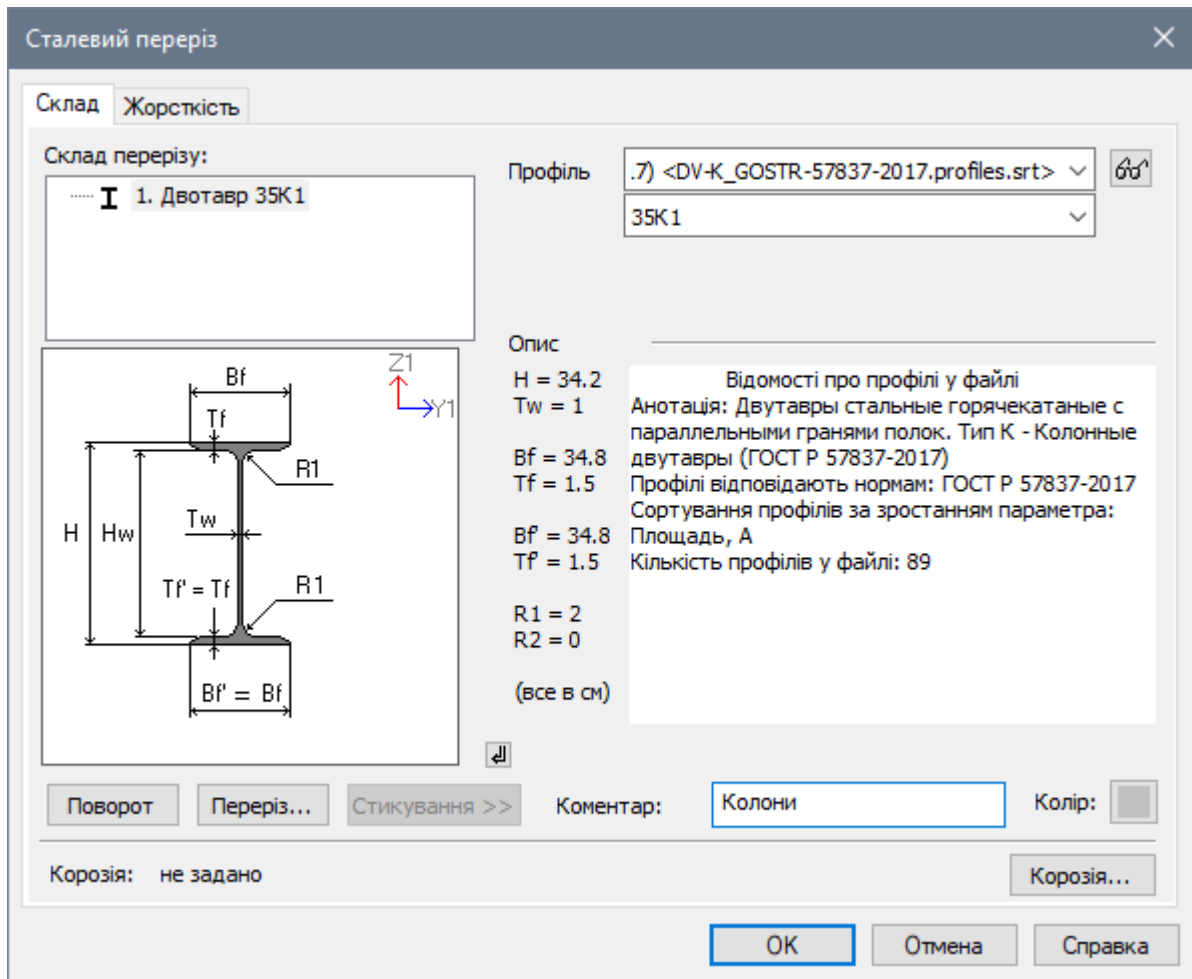 Сталевий переріз
Склад
Жорсткість
Склад перерізу:
1. Двотавр 35К1
Профіль
.7) <DV-K_GOSTR-57837-2017.profiles.srt>
35К1
Опис
H = 34.2
Tw = 1
Bf = 34.8
Tf = 1.5
Bf' = 34.8
Tf' = 1.5
R1 = 2
R2 = 0
(все в см)
Відомості про профілі у файлі
Анотація: Двутавры стальные горячекатаные с
параллельными гранями полок. Тип К - Колонные
двутавры (ГОСТ Р 57837-2017)
Профілі відповідають нормам: ГОСТ Р 57837-2017
Сортування профілів за зростанням параметра:
Площадь, А
Кількість профілів у файлі: 89
Z1
Y1
Bf
Tf
R1
H
Hw
Tw
Tf' = Tf
R1
Bf' = Bf
Поворот
Переріз...
Стикування >>
Коментар:
Колони
Колір:
Корозія: не задано
Корозія...
OK
Отмена
Справка